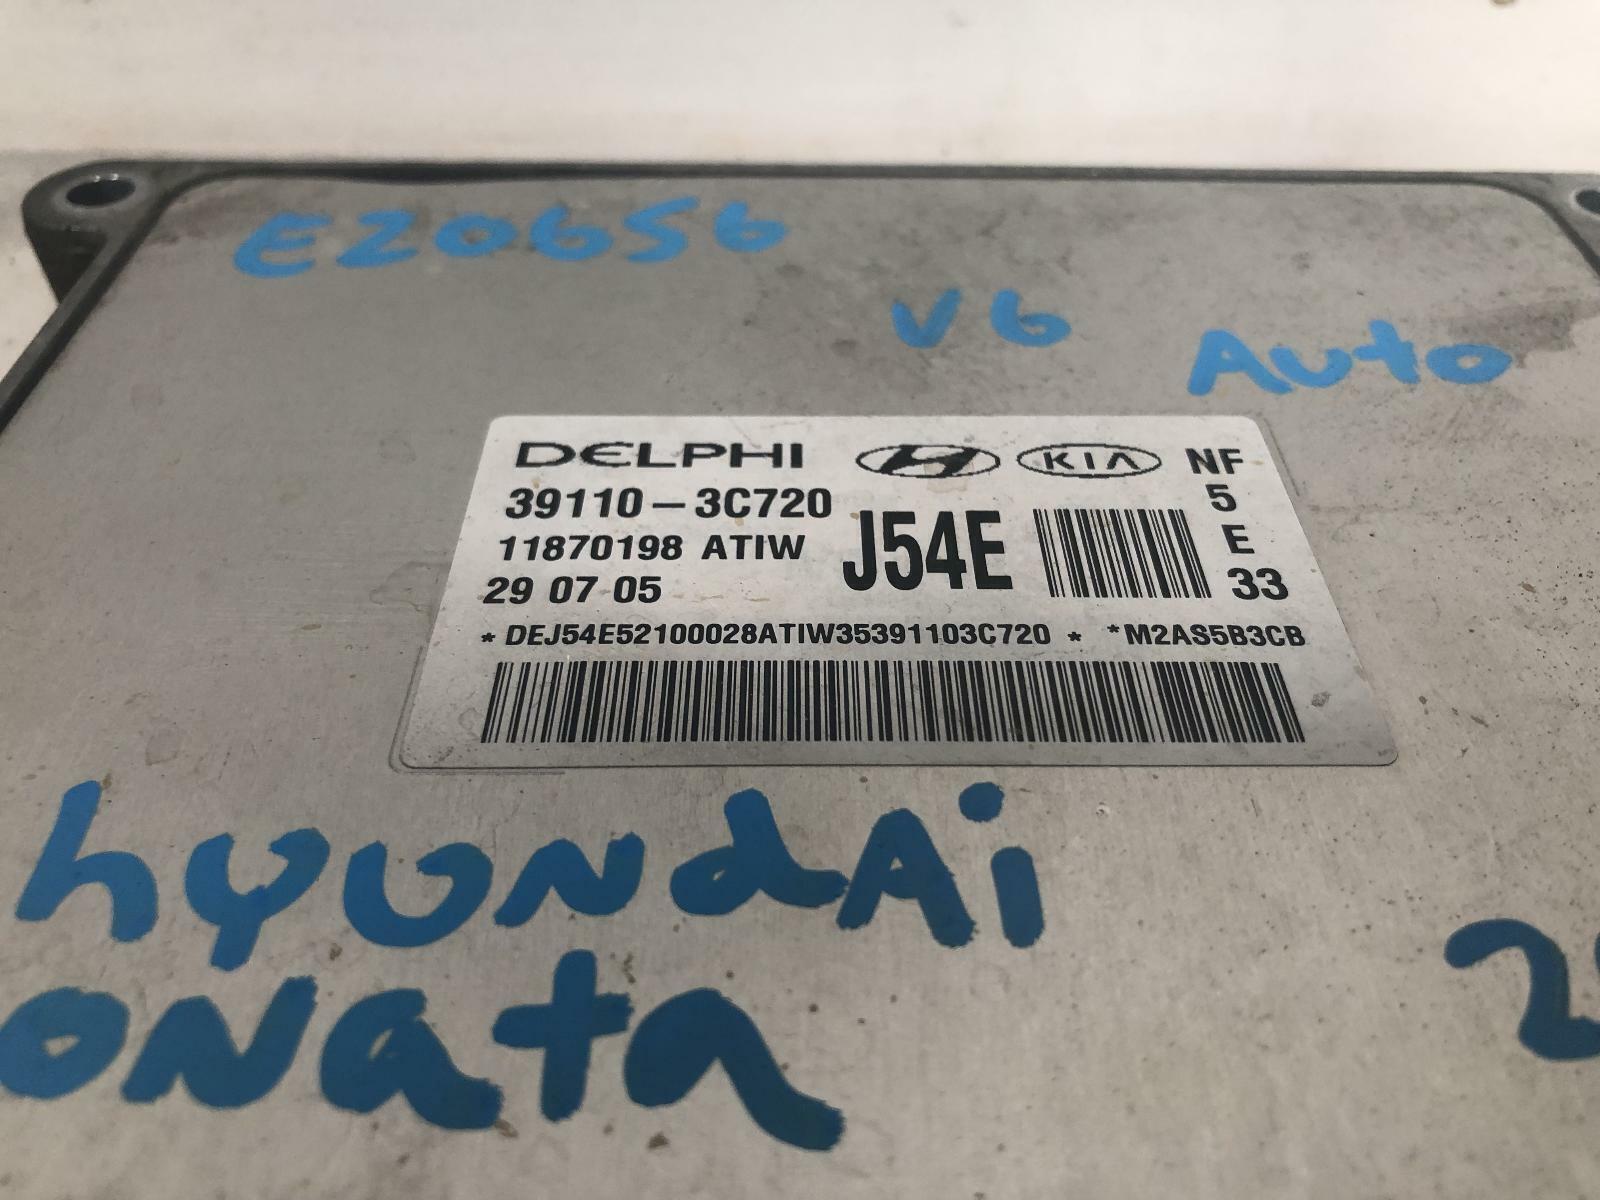 E20656
V6
Auto
DELPHI KIA NF
39110-3C720
5
11870198 ATIW J54E E
29 07 05 33
* DEJ54E52100028ATIW35391103C720 * *M2AS5B3CB
hyundAi
onata